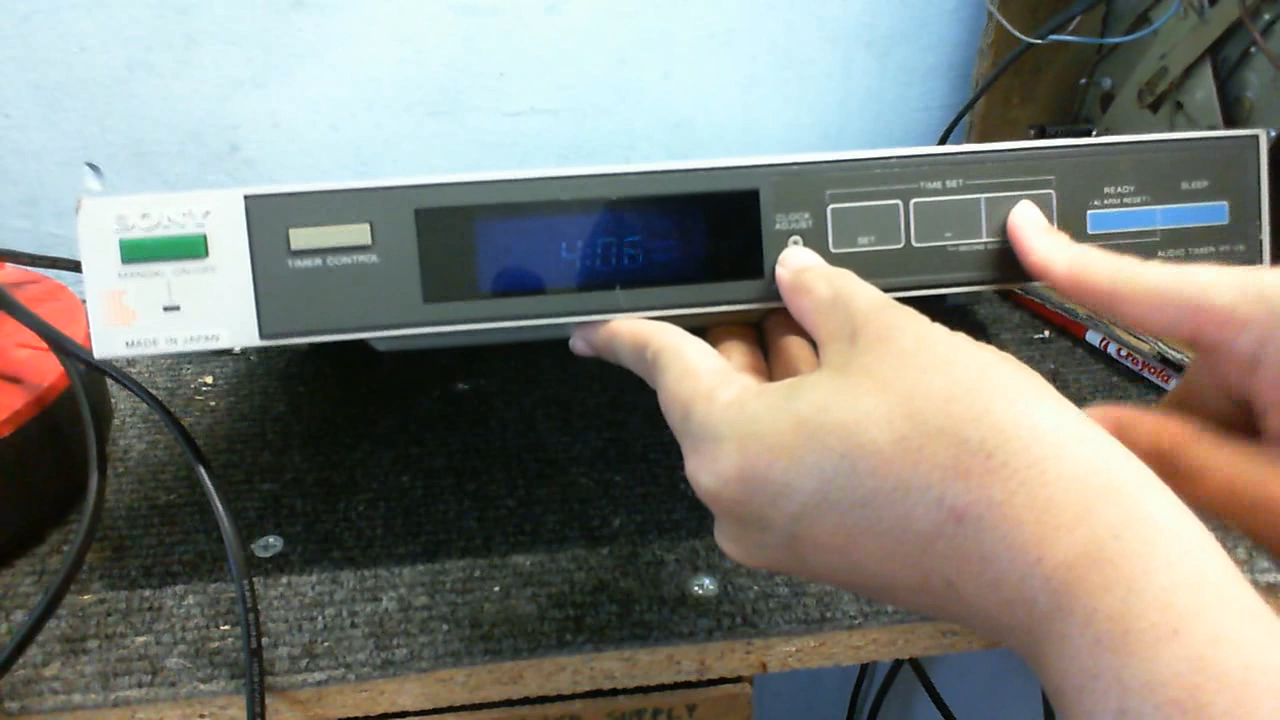 SONY
MANUAL ON/OFF
MADE IN JAPAN
TIMER CONTROL
4:06
CLOCK
ADJUST
TIME SET
SET
-
READY
ALARM RESET
SLEEP
AUDIO TIMER
Crayola
SUPPLY